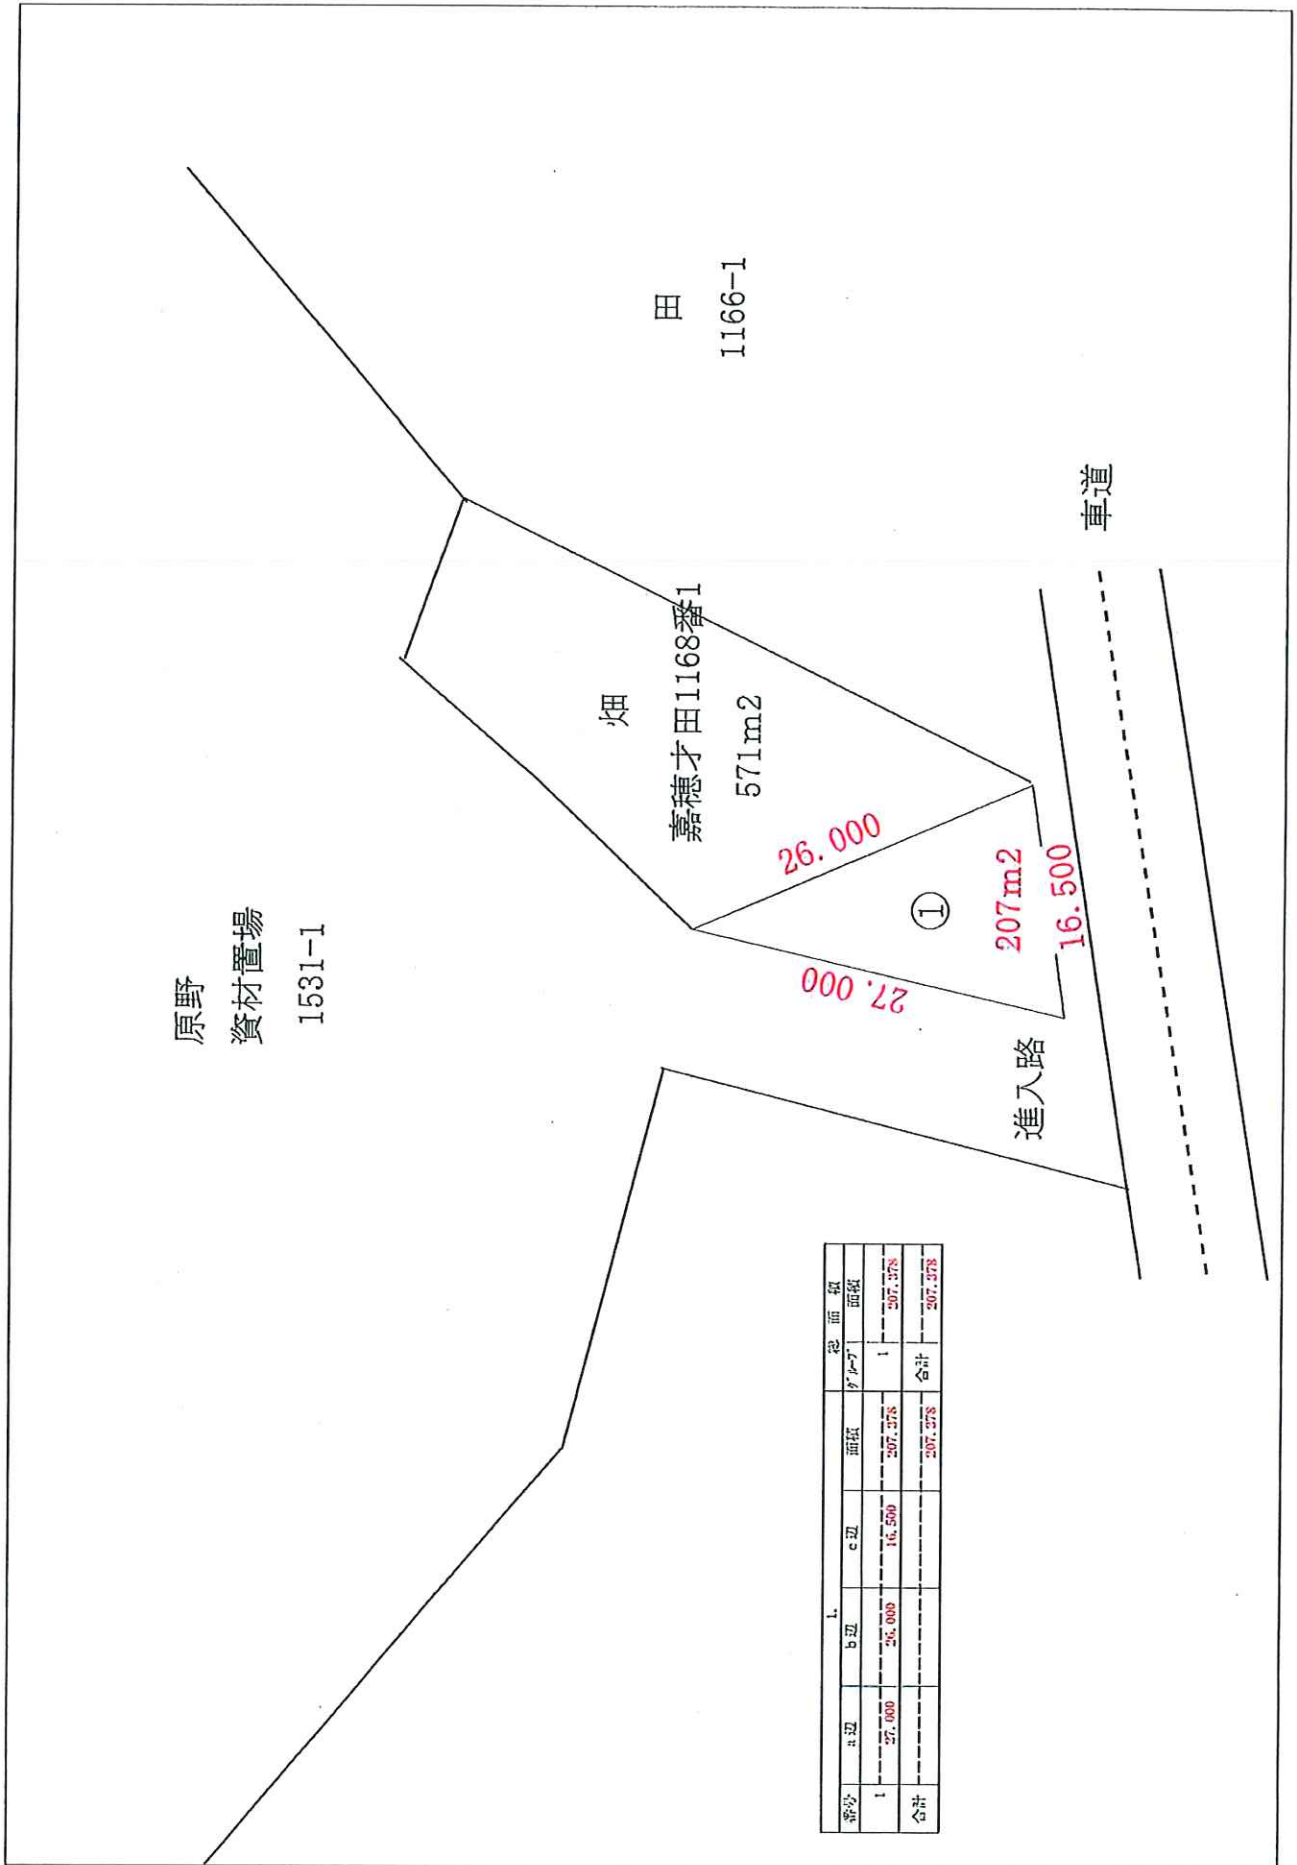 原野
資材置場
1531-1
田
1166-1
畑
嘉穂才田1168番1
571m2
26.000
27.000
①
207m2
16.500
進入路
車道
1. 総面積
番号 a辺 b辺 c辺 面積 グループ 面積
1 27.000 26.000 16.500 207.378 1 207.378
合計 207.378 合計 207.378